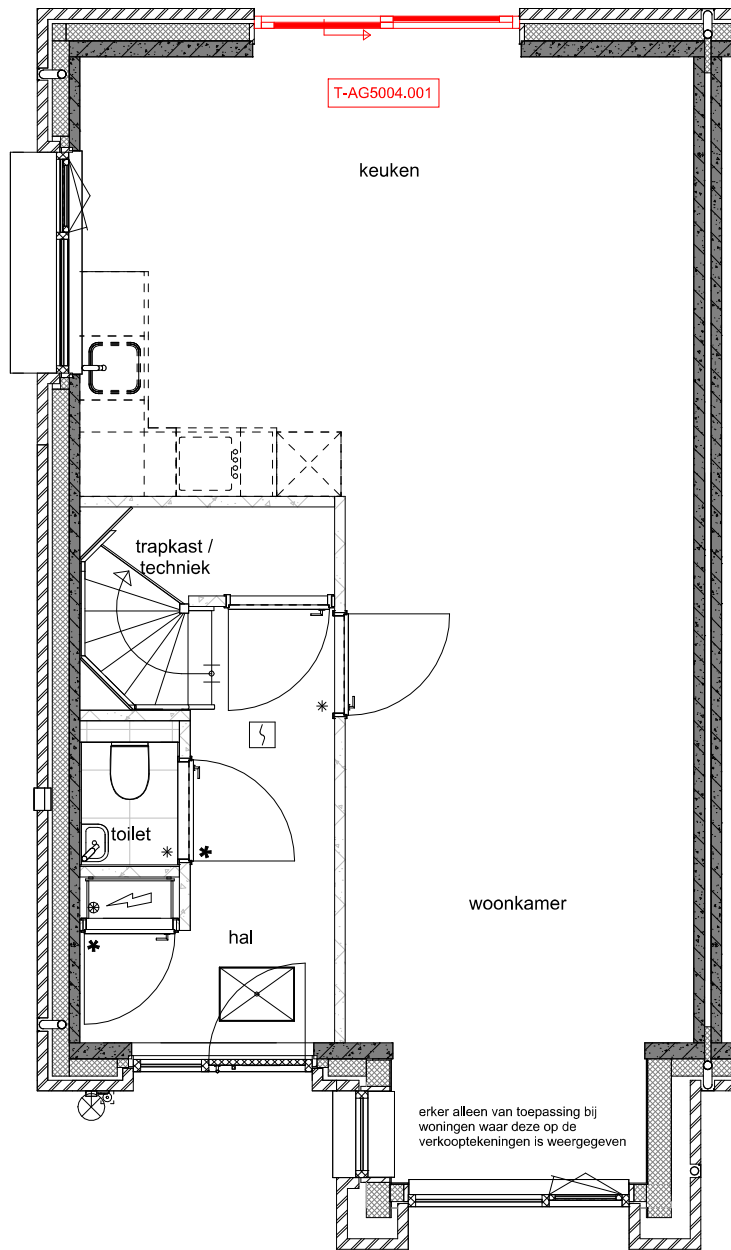 T-AG5004.001
keuken
trapkast /
techniek
toilet
woonkamer
hal
erker alleen van toepassing bij
woningen waar deze op de
verkooptekeningen is weergegeven